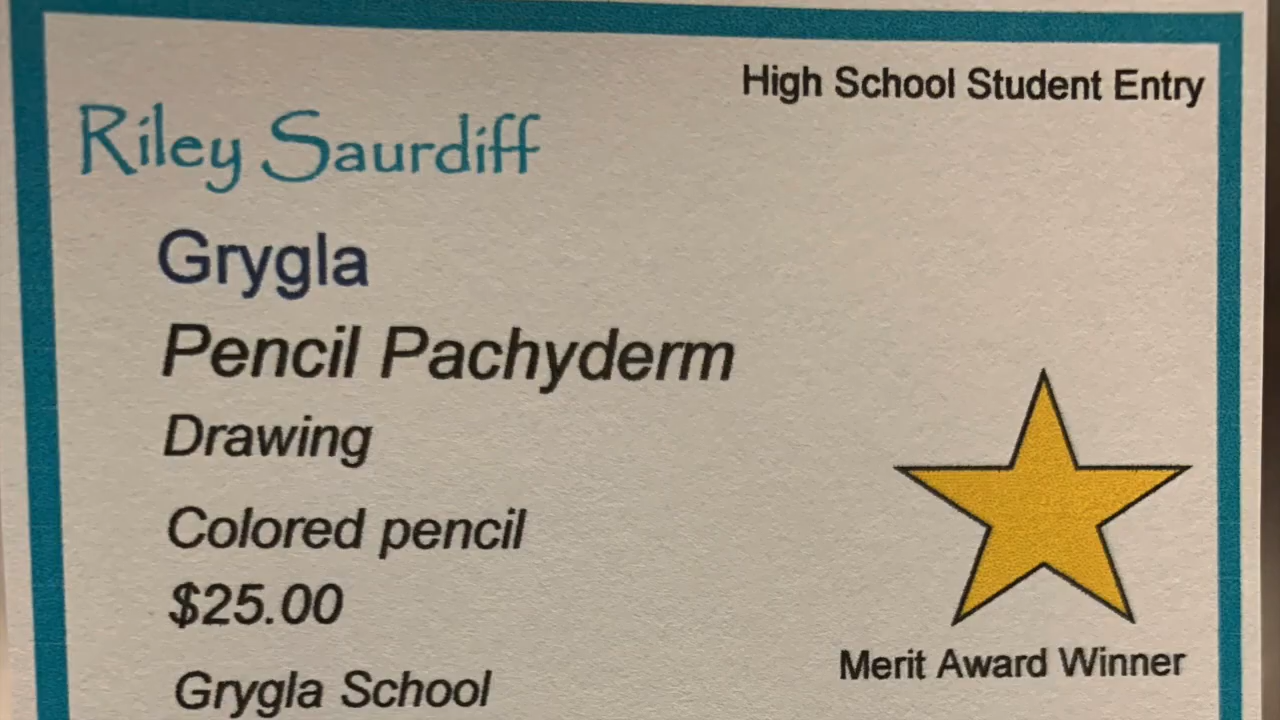 High School Student Entry
Riley Saurdiff
Grygla
Pencil Pachyderm
Drawing
Colored pencil
$25.00
Grygla School
Merit Award Winner